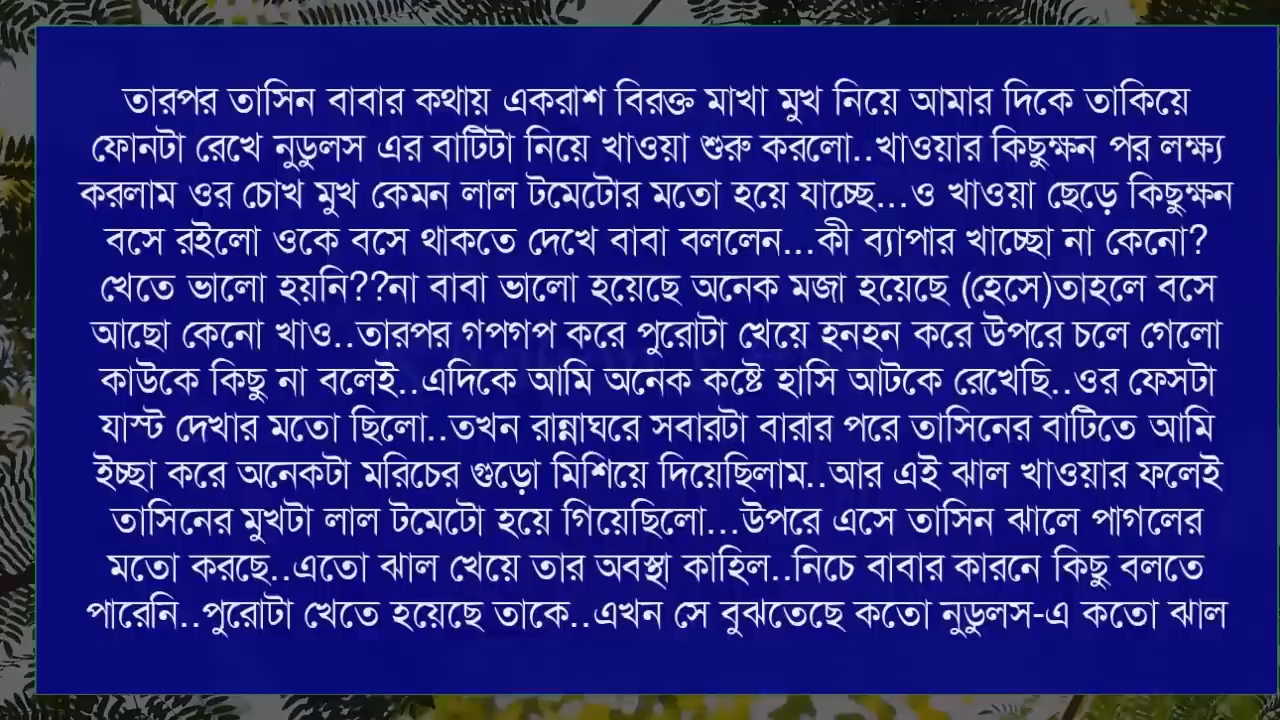 তারপর তাসিন বাবার কথায় একরাশ বিরক্ত মাখা মুখ নিয়ে আমার দিকে তাকিয়ে
ফোনটা রেখে নুডুলস এর বাটিটা নিয়ে খাওয়া শুরু করলো..খাওয়ার কিছুক্ষন পর লক্ষ্য
করলাম ওর চোখ মুখ কেমন লাল টমেটোর মতো হয়ে যাচ্ছে...ও খাওয়া ছেড়ে কিছুক্ষন
বসে রইলো ওকে বসে থাকতে দেখে বাবা বললেন...কী ব্যাপার খাচ্ছো না কেনো?
খেতে ভালো হয়নি??না বাবা ভালো হয়েছে অনেক মজা হয়েছে (হেসে)তাহলে বসে
আছো কেনো খাও..তারপর গপগপ করে পুরোটা খেয়ে হনহন করে উপরে চলে গেলো
কাউকে কিছু না বলেই..এদিকে আমি অনেক কষ্টে হাসি আটকে রেখেছি..ওর ফেসটা
যাস্ট দেখার মতো ছিলো..তখন রান্নাঘরে সবারটা বারার পরে তাসিনের বাটিতে আমি
ইচ্ছা করে অনেকটা মরিচের গুড়ো মিশিয়ে দিয়েছিলাম..আর এই ঝাল খাওয়ার ফলেই
তাসিনের মুখটা লাল টমেটো হয়ে গিয়েছিলো...উপরে এসে তাসিন ঝালে পাগলের
মতো করছে..এতো ঝাল খেয়ে তার অবস্থা কাহিল..নিচে বাবার কারনে কিছু বলতে
পারেনি..পুরোটা খেতে হয়েছে তাকে..এখন সে বুঝতেছে কতো নুডুলস-এ কতো ঝাল